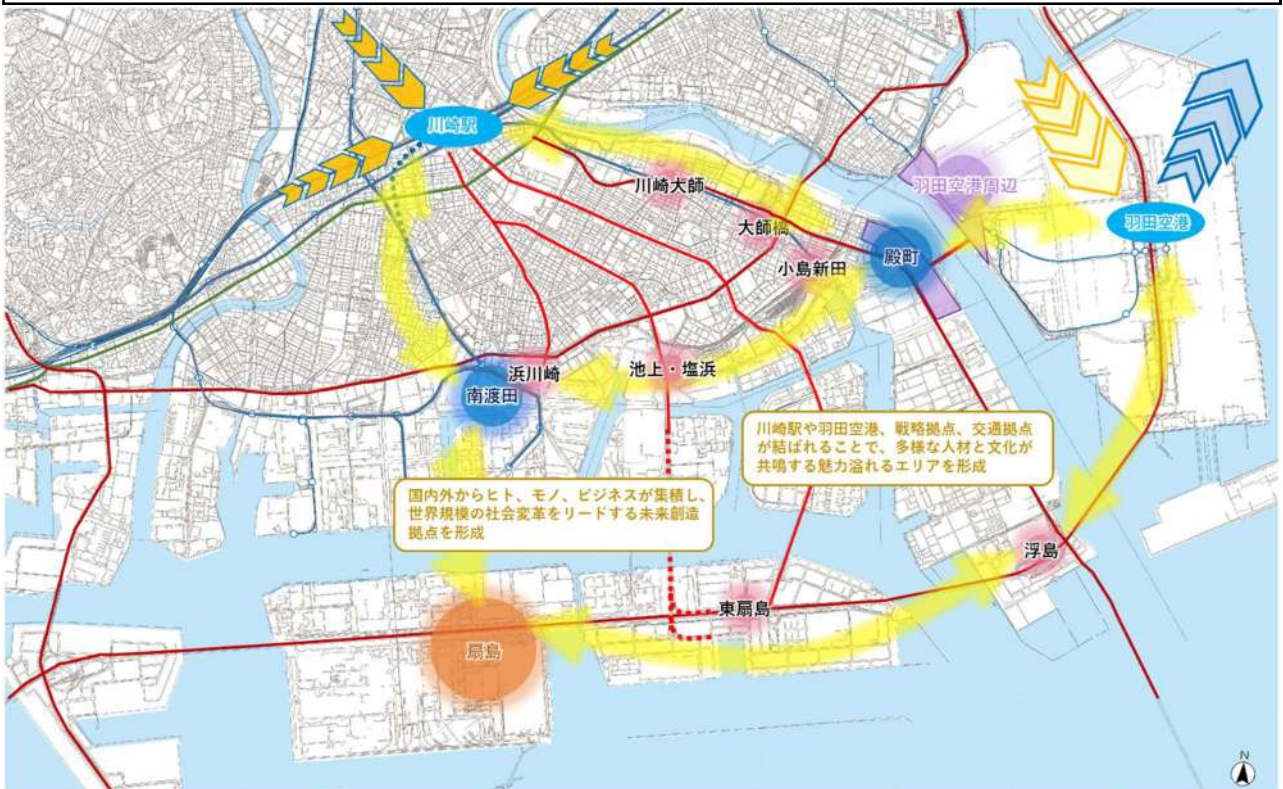 川崎駅
川崎大師
羽田空港周辺
大師橋
羽田空港
小島新田
殿町
浜川崎
池上・塩浜
南渡田
川崎駅や羽田空港、戦略拠点、交通拠点
が結ばれることで、多様な人材と文化が
共鳴する魅力溢れるエリアを形成
国内外からヒト、モノ、ビジネスが集積し、
世界規模の社会変革をリードする未来創造
拠点を形成
浮島
東扇島
扇島
N